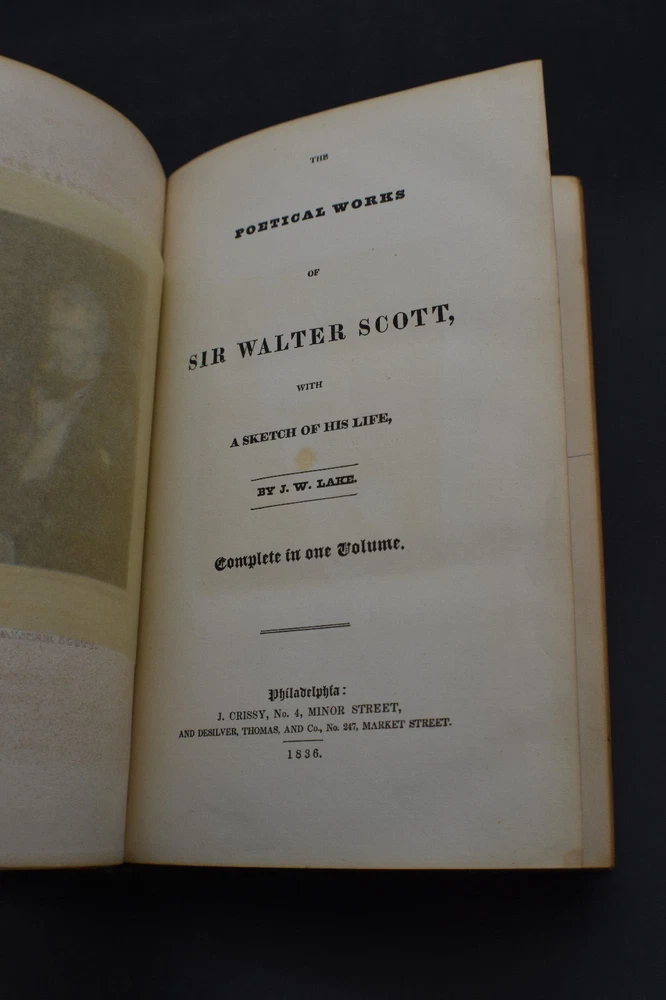 THE
POETICAL WORKS
OF
SIR WALTER SCOTT,
WITH
A SKETCH OF HIS LIFE,
BY J. W. LAKE.
Complete in one Volume.
Philadelphia:
J. CRISSY, No. 4, MINOR STREET,
AND DESILVER, THOMAS, AND Co., No. 247, MARKET STREET.
1836.